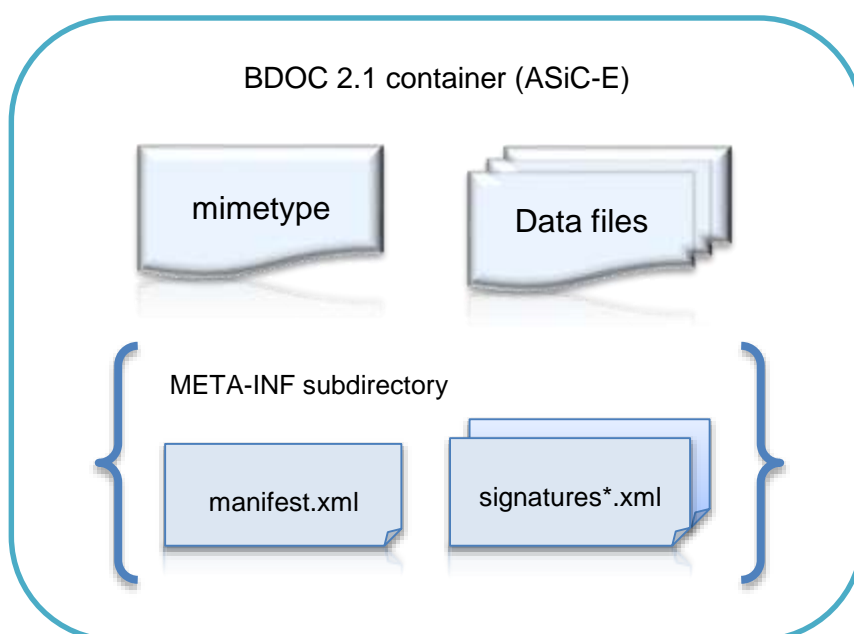 BDOC 2.1 container (ASiC-E)
mimetype
Data files
META-INF subdirectory
manifest.xml
signatures*.xml